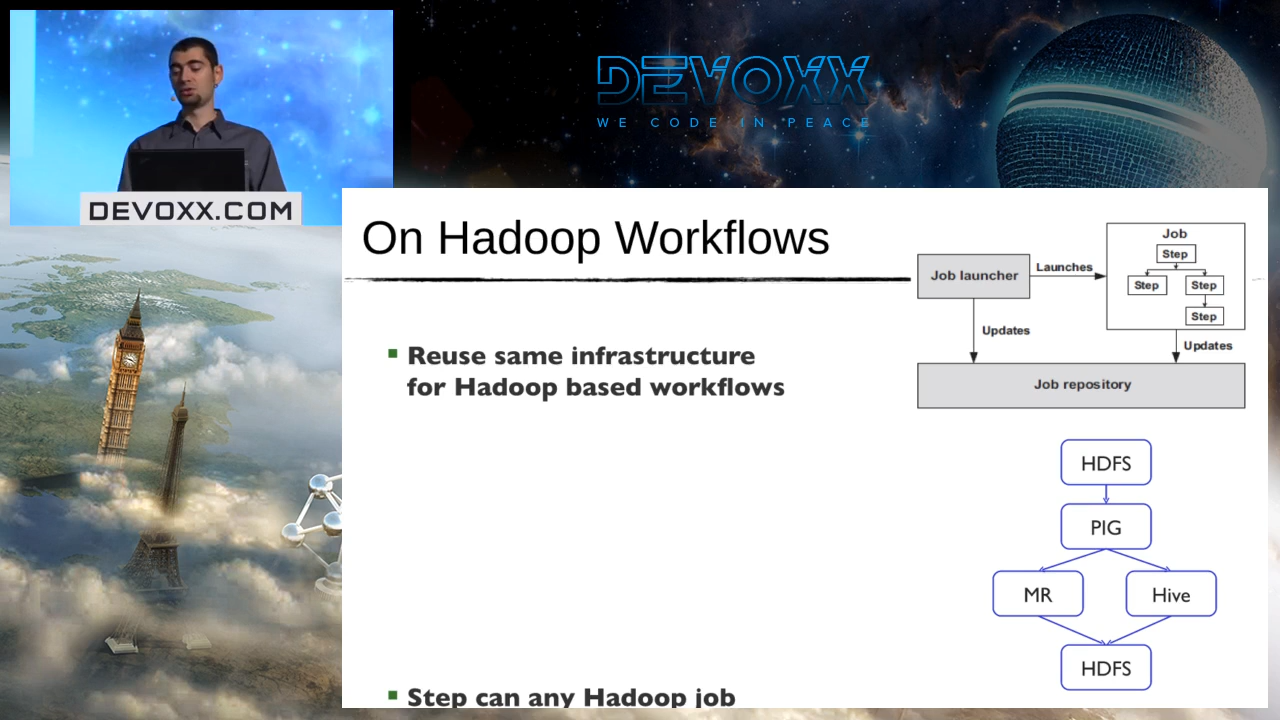 DEVOXX
WE CODE IN PEACE
DEVOXX.COM
On Hadoop Workflows
Reuse same infrastructure
for Hadoop based workflows
Step can any Hadoop job
Job launcher
Launches
Job
Step
Step
Step
Step
Updates
Updates
Job repository
HDFS
PIG
MR
Hive
HDFS